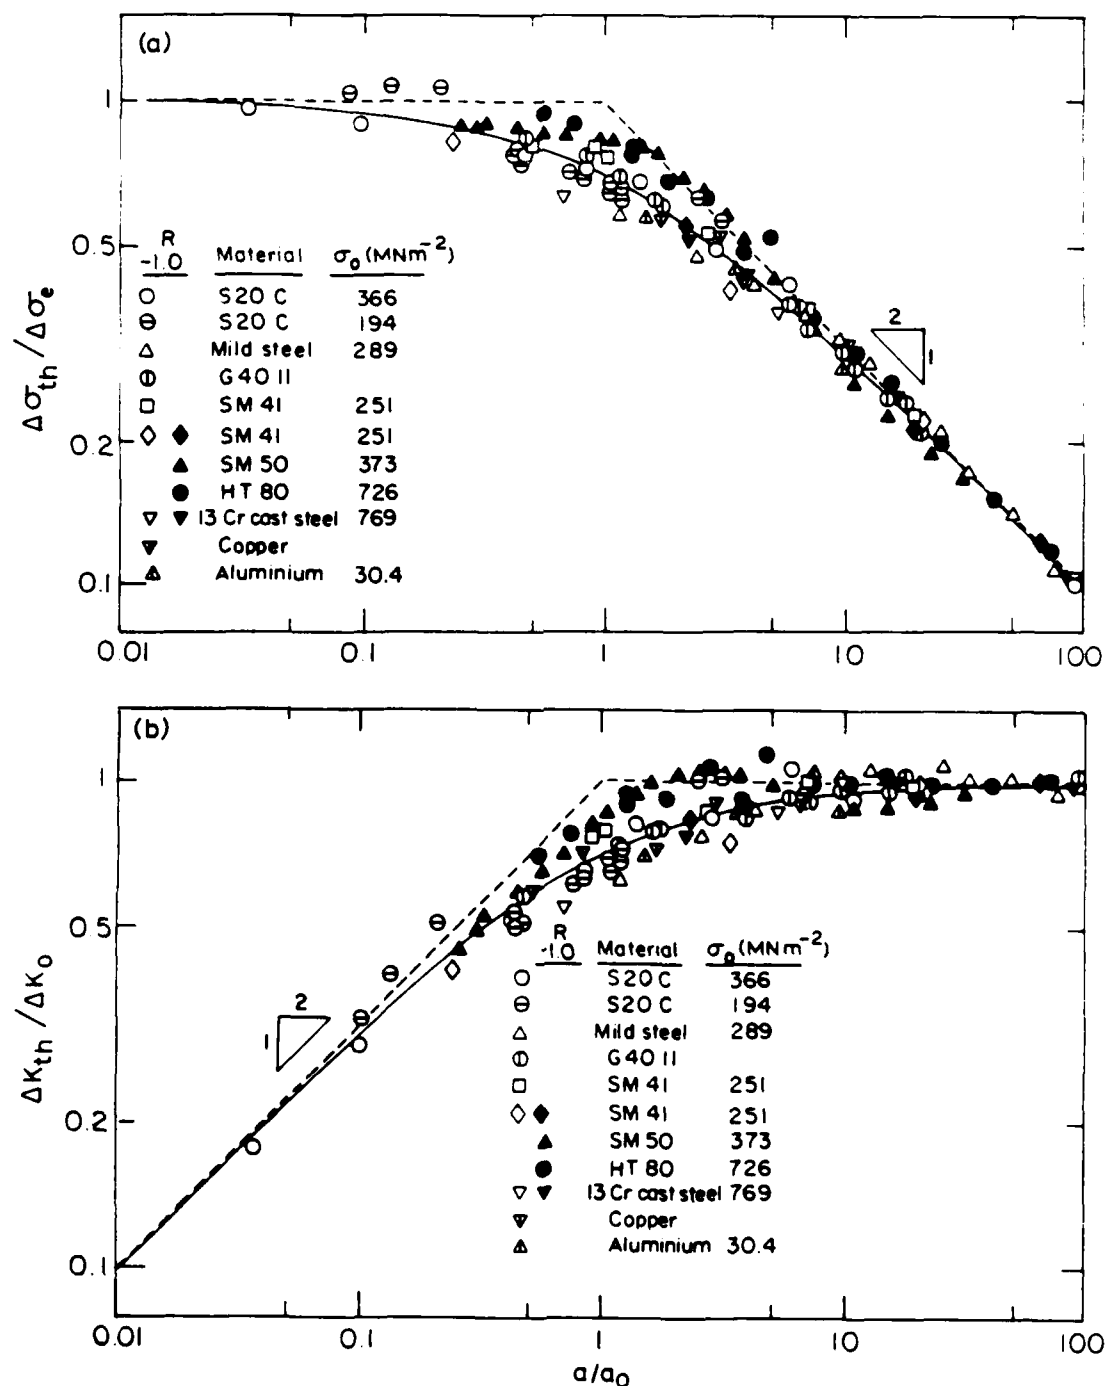 (a)
1
0.5
0.2
0.1
Δσth/Δσe
R
-1.0 Material σo (MNm-2)
S20 C 366
S20 C 194
Mild steel 289
G40 11
SM 41 251
SM 41 251
SM 50 373
HT 80 726
13 Cr cast steel 769
Copper
Aluminium 30.4
2
1
0.01 0.1 1 10 100
(b)
1
0.5
0.2
0.1
ΔKth/ΔKo
2
1
R
-1.0 Material σo (MNm-2)
S20 C 366
S20 C 194
Mild steel 289
G40 11
SM 41 251
SM 41 251
SM 50 373
HT 80 726
13 Cr cast steel 769
Copper
Aluminium 30.4
0.01 0.1 1 10 100
a/ao